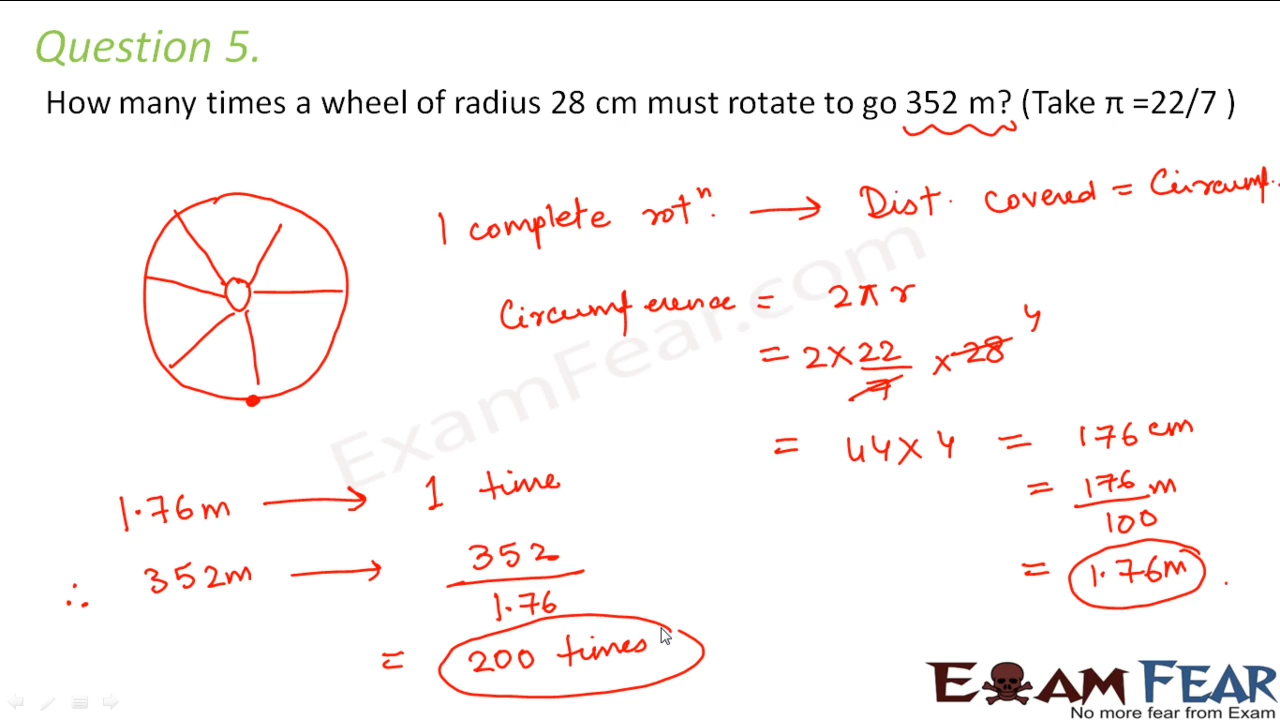 Question 5.
How many times a wheel of radius 28 cm must rotate to go 352 m? (Take π =22/7 )
1 complete rotⁿ. ⟶ Dist. covered = Circumf.
Circumference = 2πr
= 2 × 22/7 × 28 4
= 44 × 4 = 176 cm
= 176/100 m
= 1.76m.
1.76m ⟶ 1 time
∴ 352m ⟶ 352/1.76
= 200 times
ExamFear.com
EXAM FEAR
No more fear from Exam